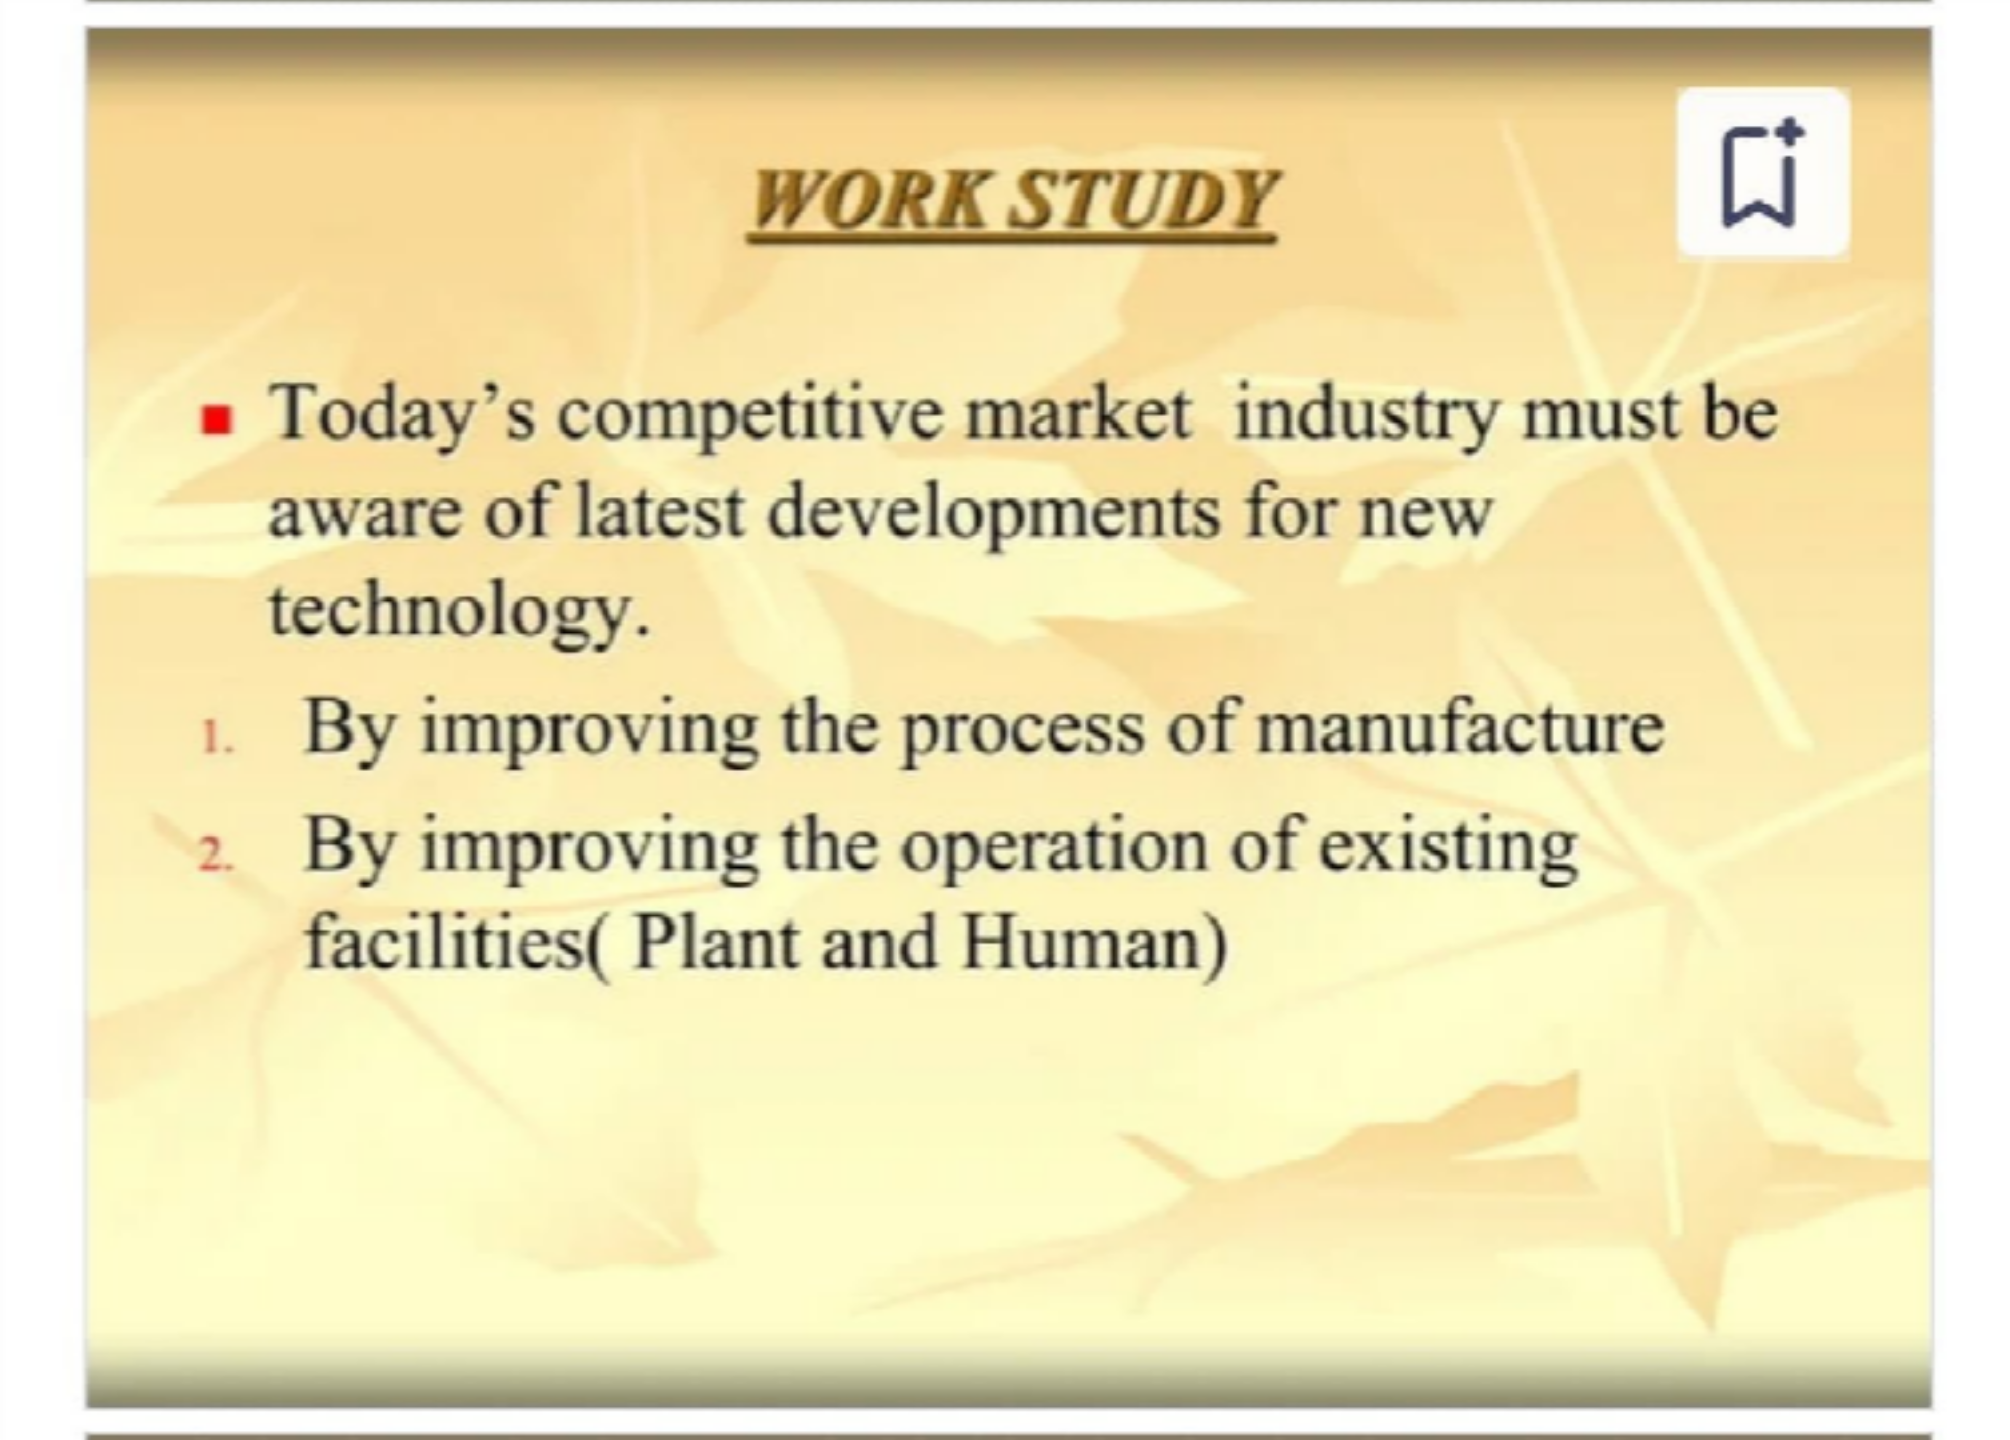 WORK STUDY
■ Today’s competitive market  industry must be
aware of latest developments for new
technology.
1. By improving the process of manufacture
2. By improving the operation of existing
facilities( Plant and Human)